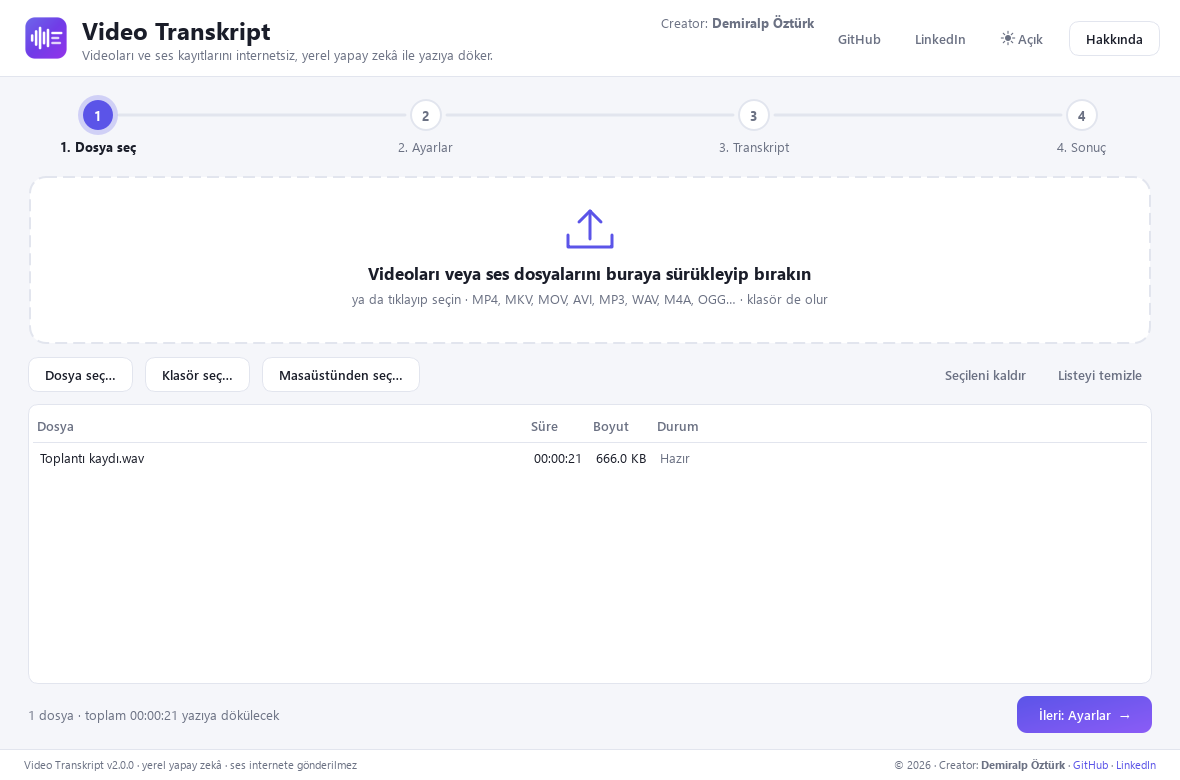 Video Transkript
Videoları ve ses kayıtlarını internetsiz, yerel yapay zekâ ile yazıya döker.
Creator: Demiralp Öztürk
GitHub
LinkedIn
Açık
Hakkında
1
2
3
4
1. Dosya seç
2. Ayarlar
3. Transkript
4. Sonuç
Videoları veya ses dosyalarını buraya sürükleyip bırakın
ya da tıklayıp seçin · MP4, MKV, MOV, AVI, MP3, WAV, M4A, OGG… · klasör de olur
Dosya seç…
Klasör seç…
Masaüstünden seç…
Seçileni kaldır
Listeyi temizle
Dosya Süre Boyut Durum
Toplantı kaydı.wav 00:00:21 666.0 KB Hazır
1 dosya · toplam 00:00:21 yazıya dökülecek
İleri: Ayarlar →
Video Transkript v2.0.0 · yerel yapay zekâ · ses internete gönderilmez
© 2026 · Creator: Demiralp Öztürk · GitHub · LinkedIn